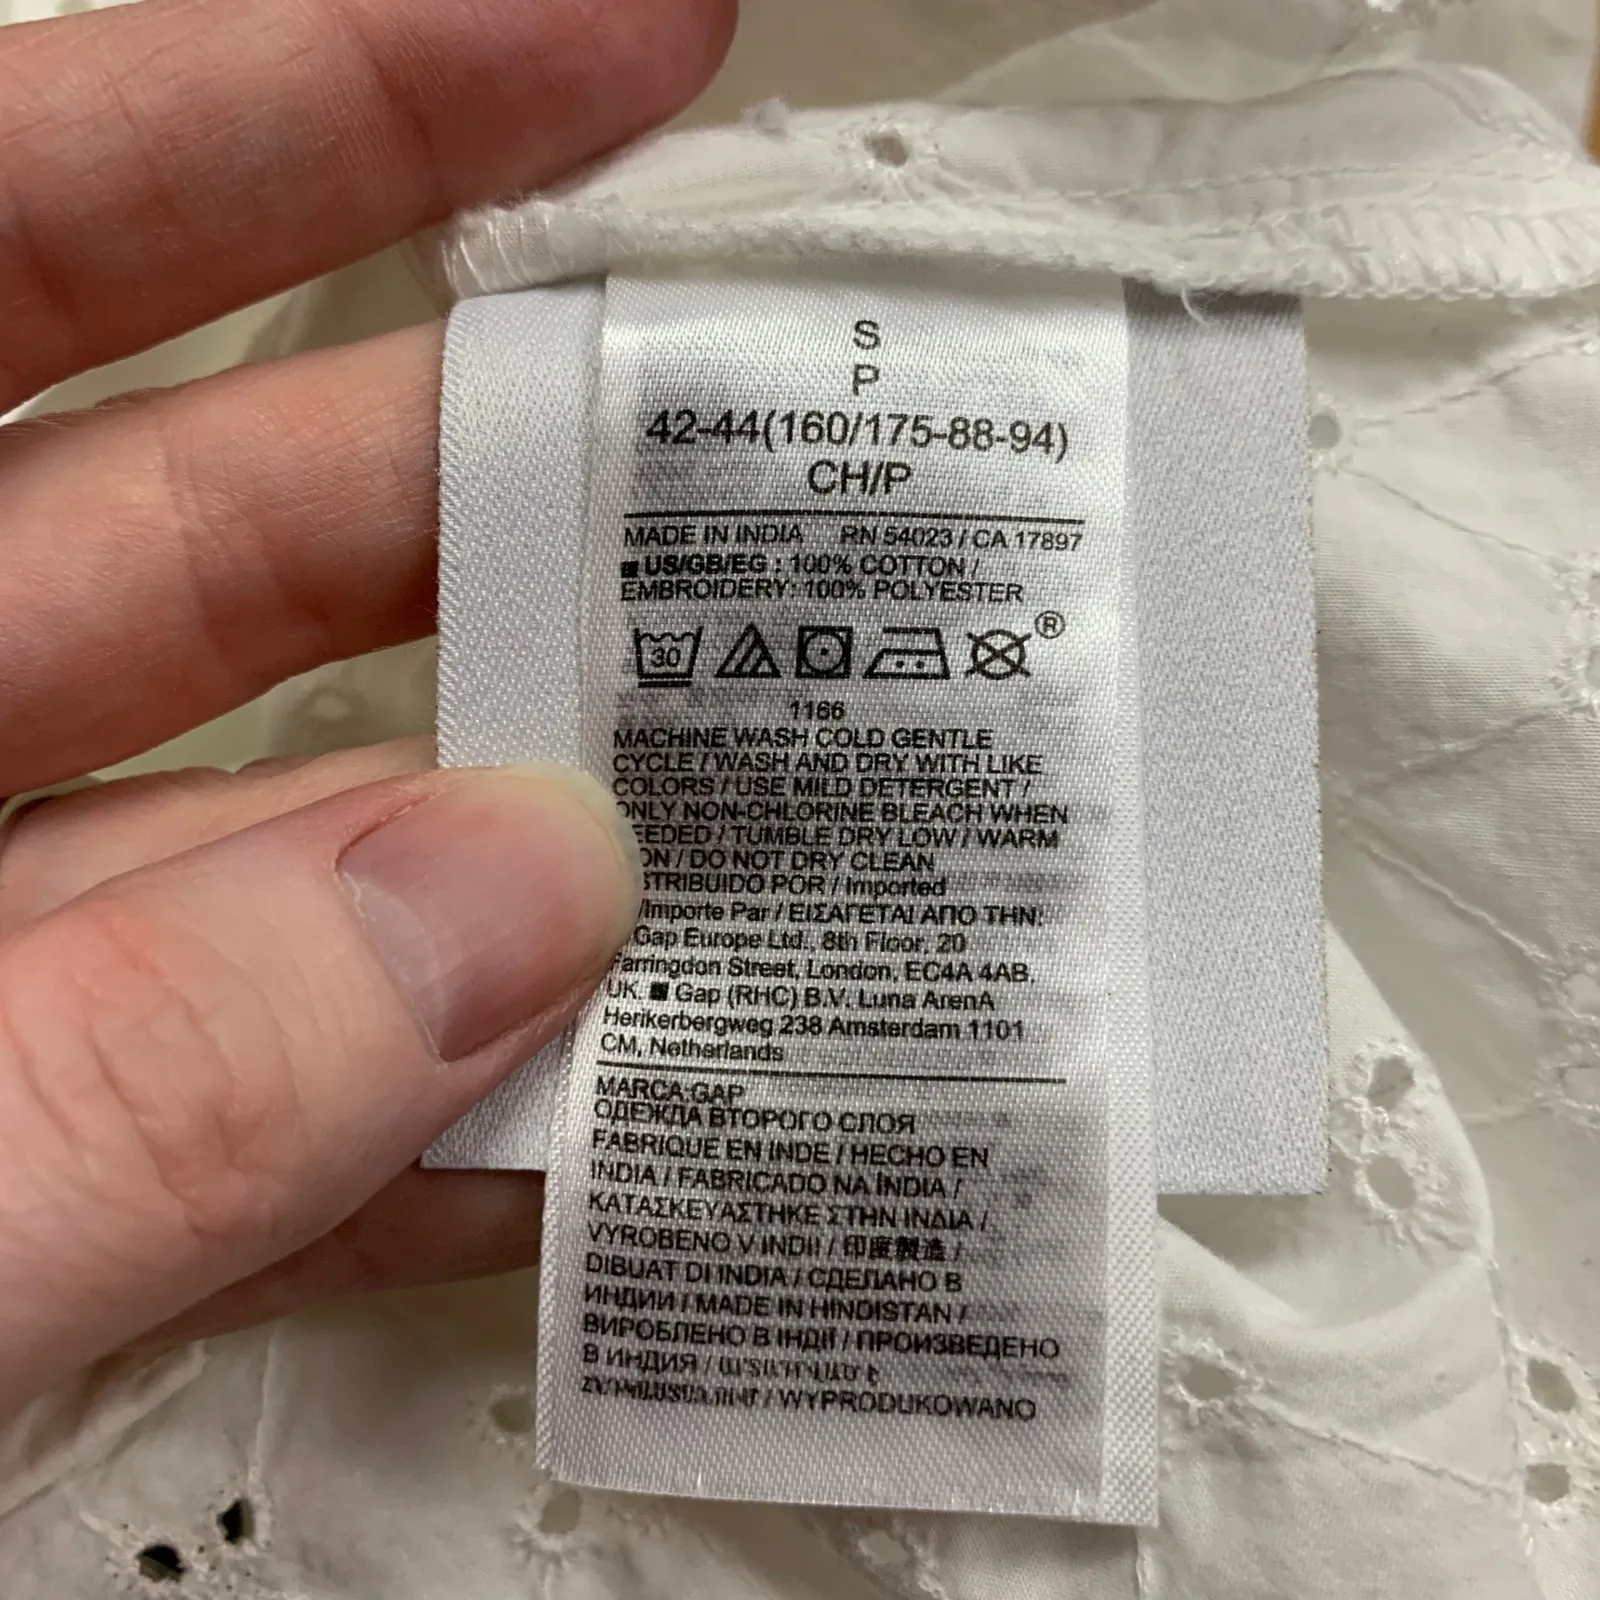 S
P
42-44(160/175-88-94)
CH/P
MADE IN INDIA RN 54023 / CA 17897
US/GB/EG : 100% COTTON /
EMBROIDERY: 100% POLYESTER
30
®
1166
MACHINE WASH COLD GENTLE
CYCLE / WASH AND DRY WITH LIKE
COLORS / USE MILD DETERGENT /
ONLY NON-CHLORINE BLEACH WHEN
EEDED / TUMBLE DRY LOW / WARM
ON / DO NOT DRY CLEAN
STRIBUIDO POR / Imported
/Importe Par / ΕΙΣΑΓΕΤΑΙ ΑΠΟ ΤΗΝ:
Gap Europe Ltd., 8th Floor, 20
Farringdon Street, London, EC4A 4AB,
UK. ■ Gap (RHC) B.V. Luna ArenA
Herikerbergweg 238 Amsterdam 1101
CM, Netherlands
MARCA:GAP
ОДЕЖДА ВТОРОГО СЛОЯ
FABRIQUE EN INDE / HECHO EN
INDIA / FABRICADO NA ÍNDIA /
ΚΑΤΑΣΚΕΥΑΣΤΗΚΕ ΣΤΗΝ ΙΝΔΙΑ /
VYROBENO V INDII / 印度製造 /
DIBUAT DI INDIA / СДЕЛАНО В
ИНДИИ / MADE IN HINDISTAN /
ВИРОБЛЕНО В ІНДІЇ / ПРОИЗВЕДЕНО
В ИНДИЯ /
/ WYPRODUKOWANO